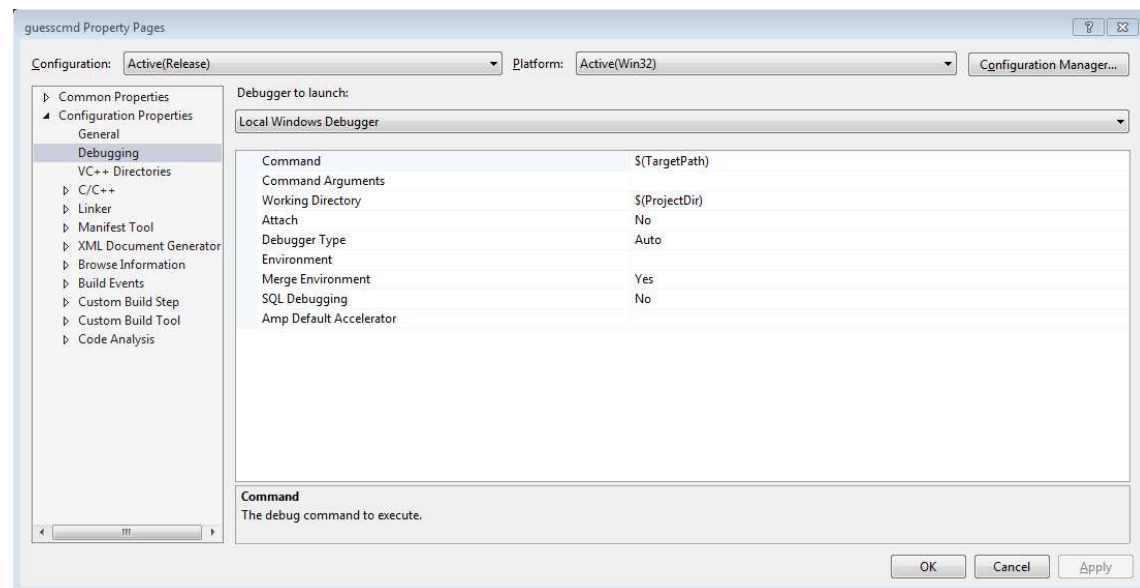 guesscmd Property Pages
Configuration: Active(Release) Platform: Active(Win32) Configuration Manager...
Common Properties
Configuration Properties
General
Debugging
VC++ Directories
C/C++
Linker
Manifest Tool
XML Document Generator
Browse Information
Build Events
Custom Build Step
Custom Build Tool
Code Analysis
Debugger to launch:
Local Windows Debugger
Command $(TargetPath)
Command Arguments
Working Directory $(ProjectDir)
Attach No
Debugger Type Auto
Environment
Merge Environment Yes
SQL Debugging No
Amp Default Accelerator
Command
The debug command to execute.
OK Cancel Apply